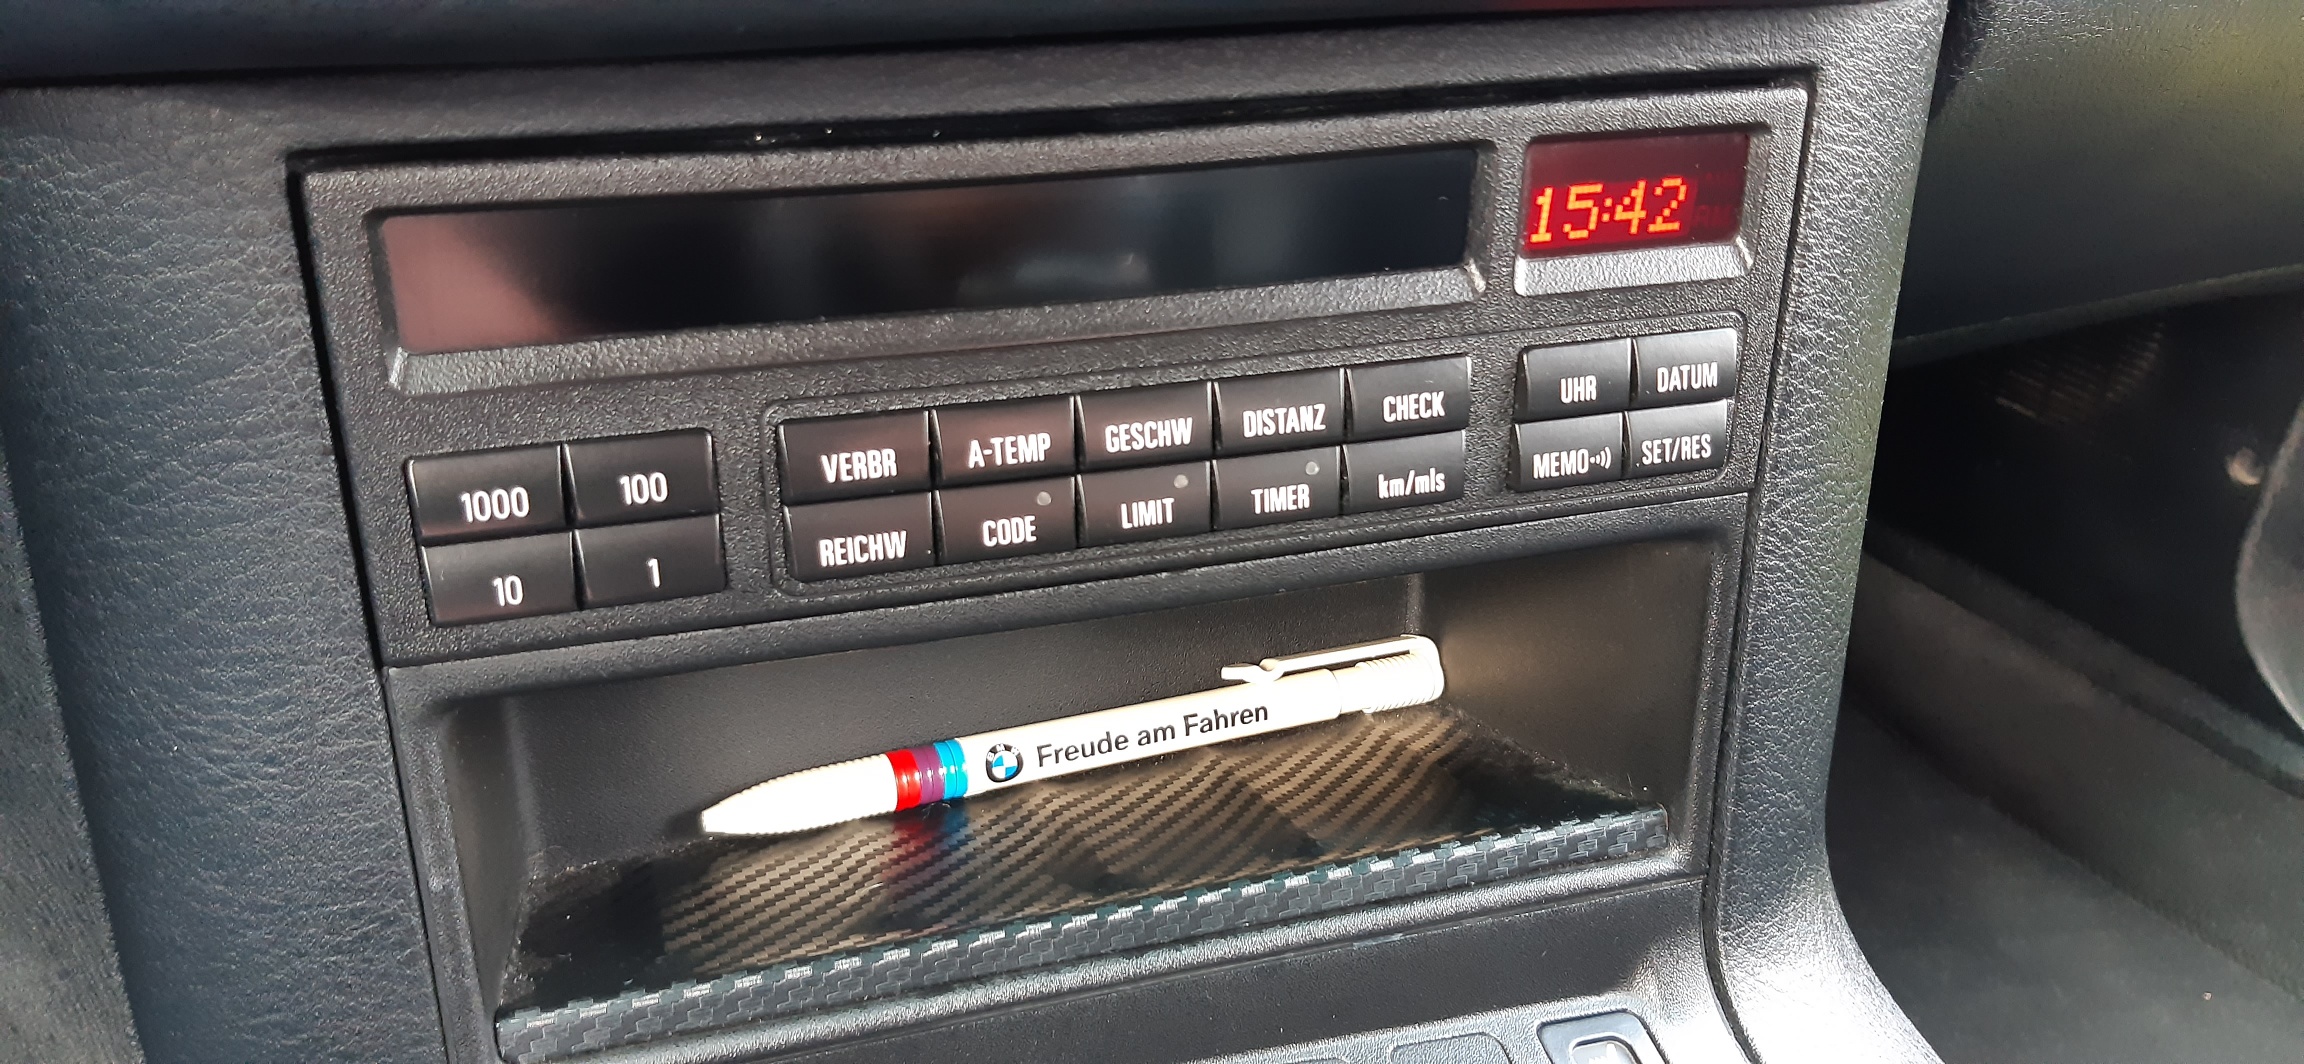 15:42
1000 100
10 1
VERBR A-TEMP GESCHW DISTANZ CHECK
REICHW CODE LIMIT TIMER km/mls
UHR DATUM
MEMO SET/RES
Freude am Fahren